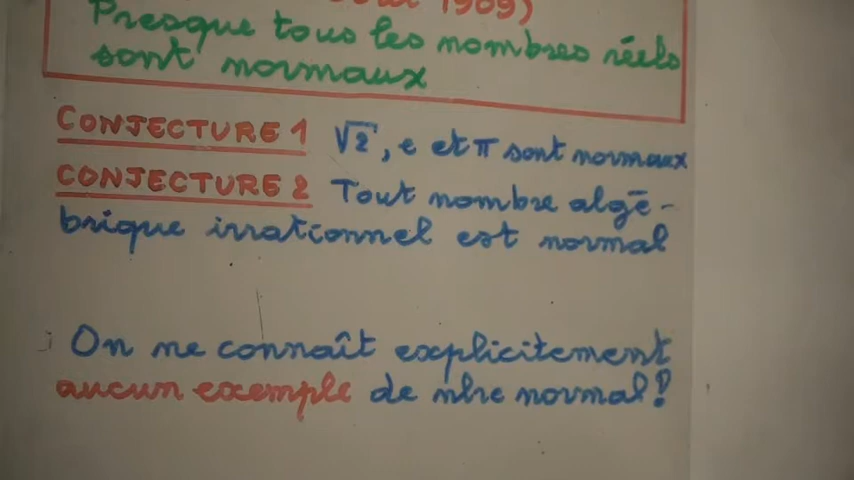 1909)
Presque tous les nombres réels
sont normaux
CONJECTURE 1 √2, e et π sont normaux
CONJECTURE 2 Tout nombre algé-
brique irrationnel est normal
On ne connaît explicitement
aucun exemple de nbre normal!